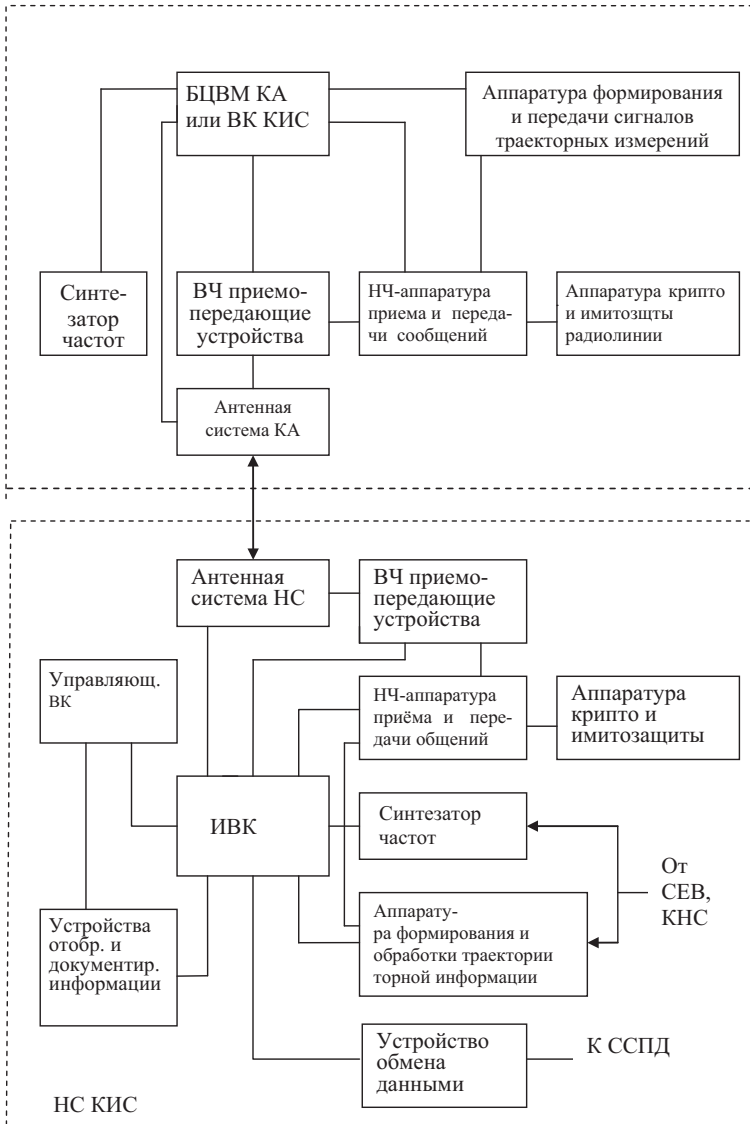 БЦВМ КА
или ВК КИС
Аппаратура формирования
и передачи сигналов
траекторных измерений
Синте-
затор
частот
ВЧ приемо-
передающие
устройства
НЧ-аппаратура
приема и переда-
чи сообщений
Аппаратура крипто
и имитозщты
радиолинии
Антенная
система КА
Антенная
система НС
ВЧ приемо-
передающие
устройства
Управляющ.
ВК
НЧ-аппаратура
приёма и пере-
дачи общений
Аппаратура
крипто и
имитозащиты
ИВК
Синтезатор
частот
От
СЕВ,
КНС
Устройства
отобр. и
документир.
информации
Аппарату-
ра формирования и
обработки траектории
торной информации
Устройство
обмена
данными
К ССПД
НС КИС